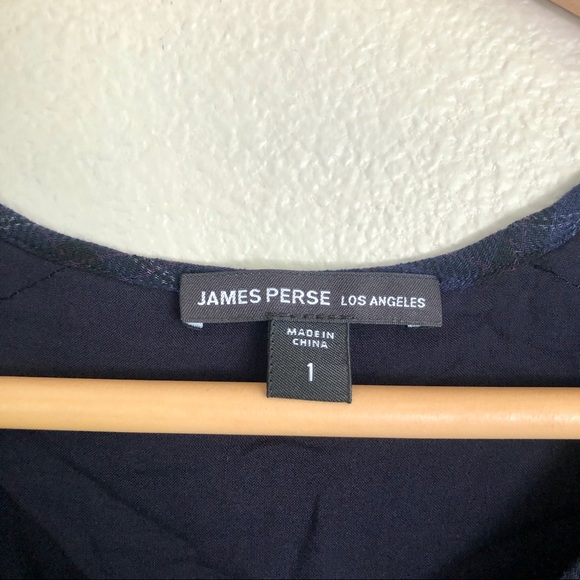 JAMES PERSE LOS ANGELES
MADE IN
CHINA
1